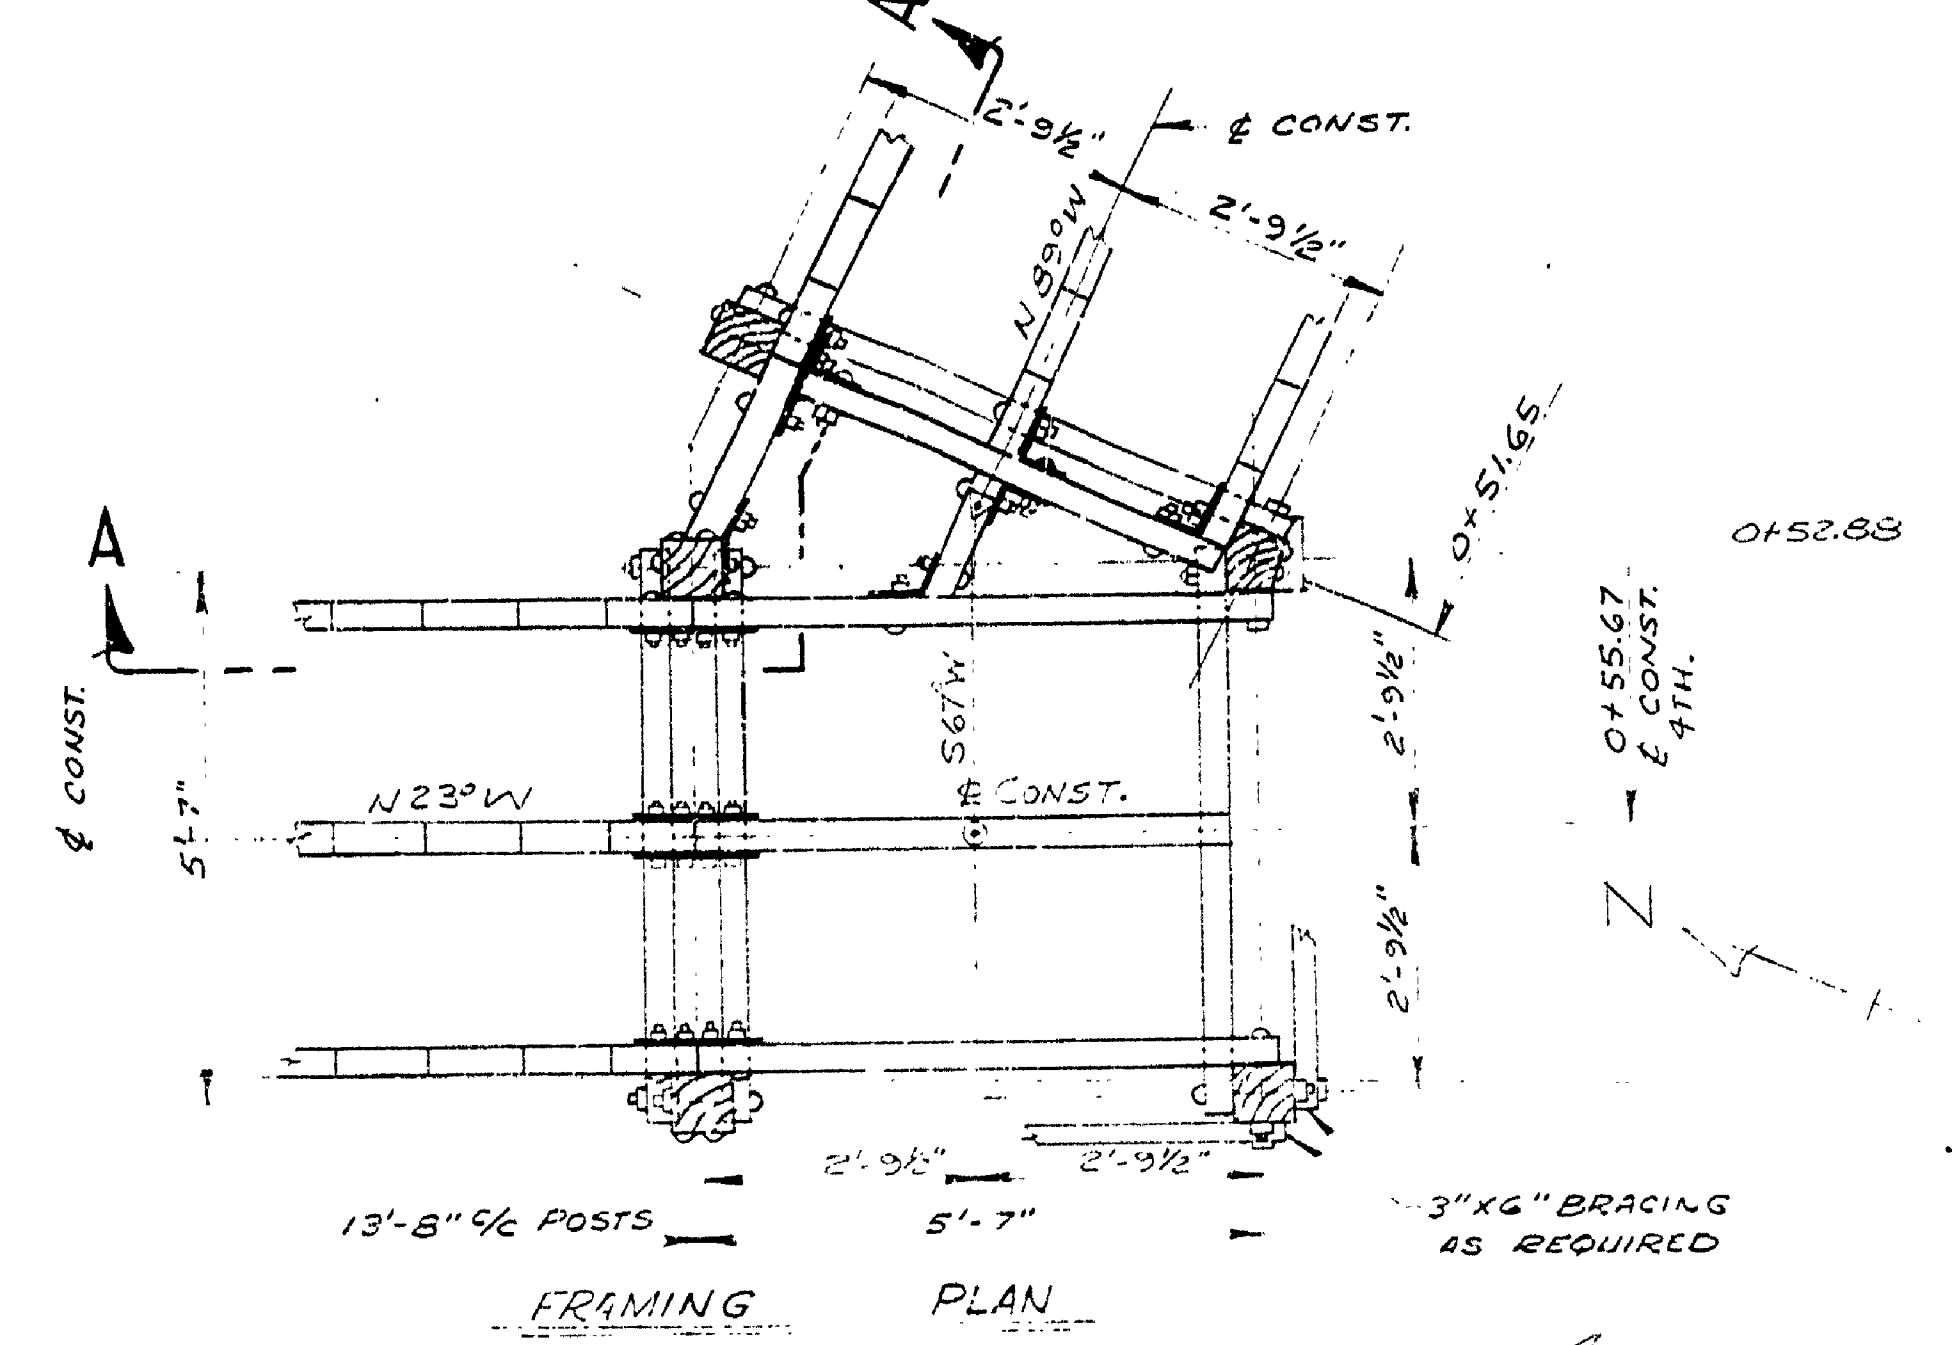 A
2'-9½"
℄ CONST.
2'-9½"
N 89° W
0+51.65
0+52.88
A
0+55.67
℄ CONST.
4TH.
2'-9½"
℄ CONST.
5'-7"
S67°W
N23°W
℄ CONST.
N
2'-9½"
2'-9½"
2'-9½"
13'-8" c/c POSTS
5'-7"
3"X6" BRACING
AS REQUIRED
FRAMING PLAN